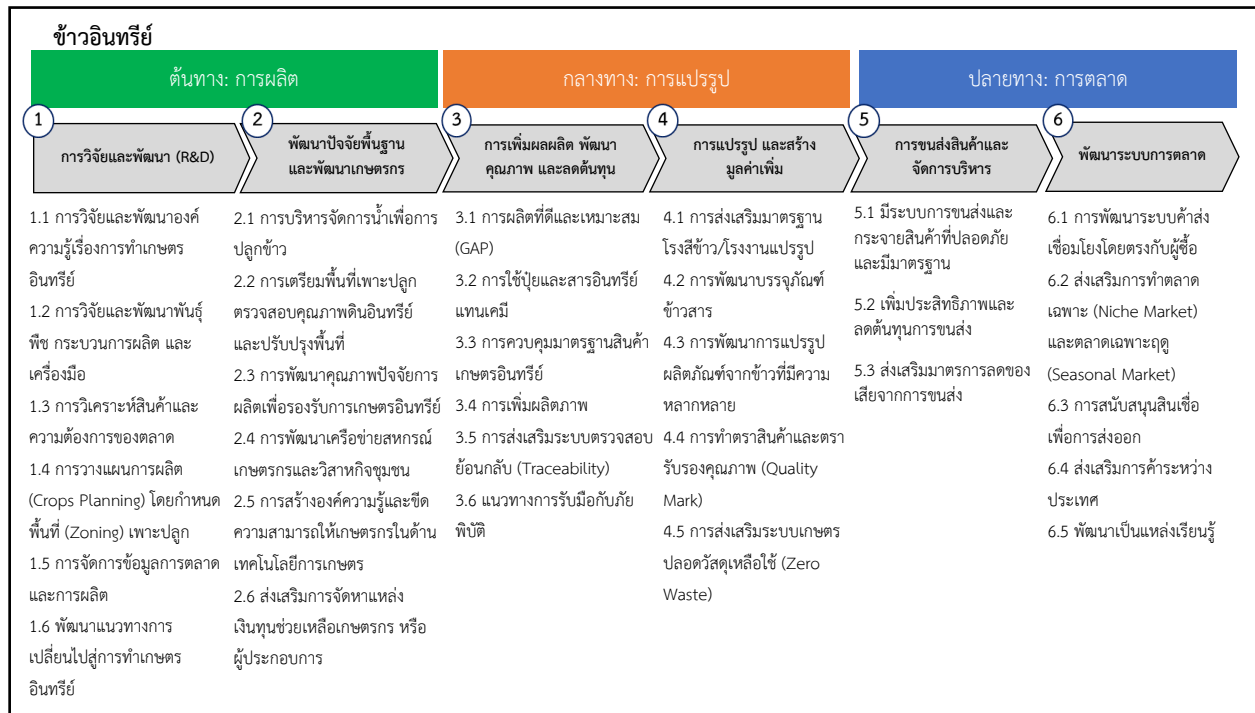 ข้าวอินทรีย์
ต้นทาง: การผลิต
กลางทาง: การแปรรูป
ปลายทาง: การตลาด
1
การวิจัยและพัฒนา (R&D)
2
พัฒนาปัจจัยพื้นฐาน
และพัฒนาเกษตรกร
3
การเพิ่มผลผลิต พัฒนา
คุณภาพ และลดต้นทุน
4
การแปรรูป และสร้าง
มูลค่าเพิ่ม
5
การขนส่งสินค้าและ
จัดการบริหาร
6
พัฒนาระบบการตลาด
1.1 การวิจัยและพัฒนาองค์
ความรู้เรื่องการทำเกษตร
อินทรีย์
1.2 การวิจัยและพัฒนาพันธุ์
พืช กระบวนการผลิต และ
เครื่องมือ
1.3 การวิเคราะห์สินค้าและ
ความต้องการของตลาด
1.4 การวางแผนการผลิต
(Crops Planning) โดยกำหนด
พื้นที่ (Zoning) เพาะปลูก
1.5 การจัดการข้อมูลการตลาด
และการผลิต
1.6 พัฒนาแนวทางการ
เปลี่ยนไปสู่การทำเกษตร
อินทรีย์
2.1 การบริหารจัดการน้ำเพื่อการ
ปลูกข้าว
2.2 การเตรียมพื้นที่เพาะปลูก
ตรวจสอบคุณภาพดินอินทรีย์
และปรับปรุงพื้นที่
2.3 การพัฒนาคุณภาพปัจจัยการ
ผลิตเพื่อรองรับการเกษตรอินทรีย์
2.4 การพัฒนาเครือข่ายสหกรณ์
เกษตรกรและวิสาหกิจชุมชน
2.5 การสร้างองค์ความรู้และขีด
ความสามารถให้เกษตรกรในด้าน
เทคโนโลยีการเกษตร
2.6 ส่งเสริมการจัดหาแหล่ง
เงินทุนช่วยเหลือเกษตรกร หรือ
ผู้ประกอบการ
3.1 การผลิตที่ดีและเหมาะสม
(GAP)
3.2 การใช้ปุ๋ยและสารอินทรีย์
แทนเคมี
3.3 การควบคุมมาตรฐานสินค้า
เกษตรอินทรีย์
3.4 การเพิ่มผลิตภาพ
3.5 การส่งเสริมระบบตรวจสอบ
ย้อนกลับ (Traceability)
3.6 แนวทางการรับมือกับภัย
พิบัติ
4.1 การส่งเสริมมาตรฐาน
โรงสีข้าว/โรงงานแปรรูป
4.2 การพัฒนาบรรจุภัณฑ์
ข้าวสาร
4.3 การพัฒนาการแปรรูป
ผลิตภัณฑ์จากข้าวที่มีความ
หลากหลาย
4.4 การทำตราสินค้าและตรา
รับรองคุณภาพ (Quality
Mark)
4.5 การส่งเสริมระบบเกษตร
ปลอดวัสดุเหลือใช้ (Zero
Waste)
5.1 มีระบบการขนส่งและ
กระจายสินค้าที่ปลอดภัย
และมีมาตรฐาน
5.2 เพิ่มประสิทธิภาพและ
ลดต้นทุนการขนส่ง
5.3 ส่งเสริมมาตรการลดของ
เสียจากการขนส่ง
6.1 การพัฒนาระบบค้าส่ง
เชื่อมโยงโดยตรงกับผู้ซื้อ
6.2 ส่งเสริมการทำตลาด
เฉพาะ (Niche Market)
และตลาดเฉพาะฤดู
(Seasonal Market)
6.3 การสนับสนุนสินเชื่อ
เพื่อการส่งออก
6.4 ส่งเสริมการค้าระหว่าง
ประเทศ
6.5 พัฒนาเป็นแหล่งเรียนรู้